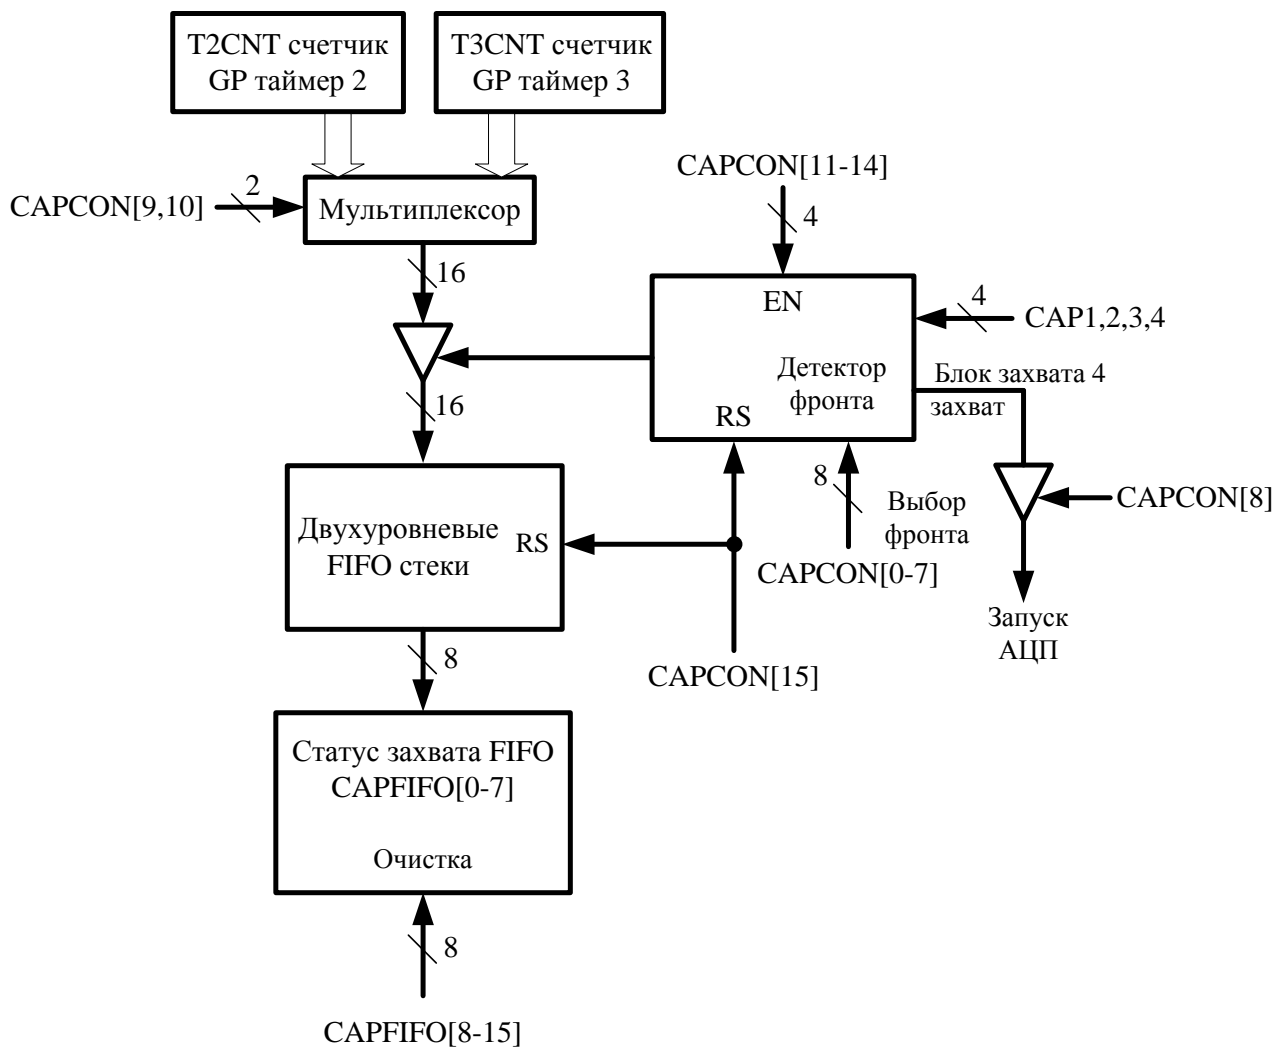 T2CNT счетчик
GP таймер 2
T3CNT счетчик
GP таймер 3
CAPCON[11-14]
CAPCON[9,10]
2
Мультиплексор
4
16
EN
4
CAP1,2,3,4
Детектор
фронта
Блок захвата 4
захват
RS
16
8
CAPCON[8]
Выбор
фронта
Двухуровневые
FIFO стеки
RS
CAPCON[0-7]
Запуск
АЦП
8
CAPCON[15]
Статус захвата FIFO
CAPFIFO[0-7]
Очистка
8
CAPFIFO[8-15]